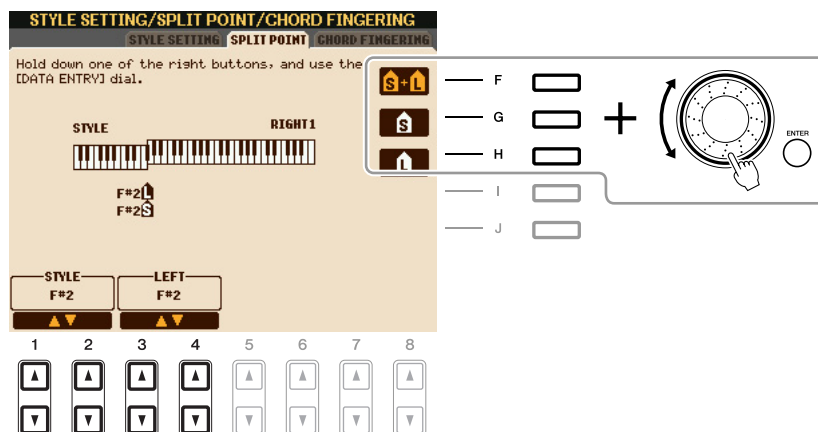 STYLE SETTING/SPLIT POINT/CHORD FINGERING
STYLE SETTING SPLIT POINT CHORD FINGERING
Hold down one of the right buttons, and use the
[DATA ENTRY] dial.
S+L
F
S
G
L
H
ENTER
I
J
STYLE
RIGHT1
F#2 L
F#2 S
STYLE LEFT
F#2 F#2
1 2 3 4 5 6 7 8